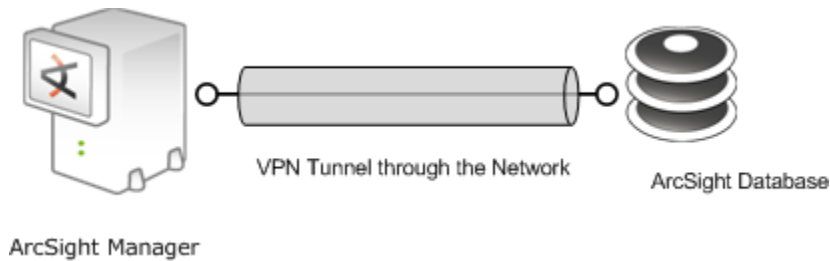 VPN Tunnel through the Network
ArcSight Database
ArcSight Manager